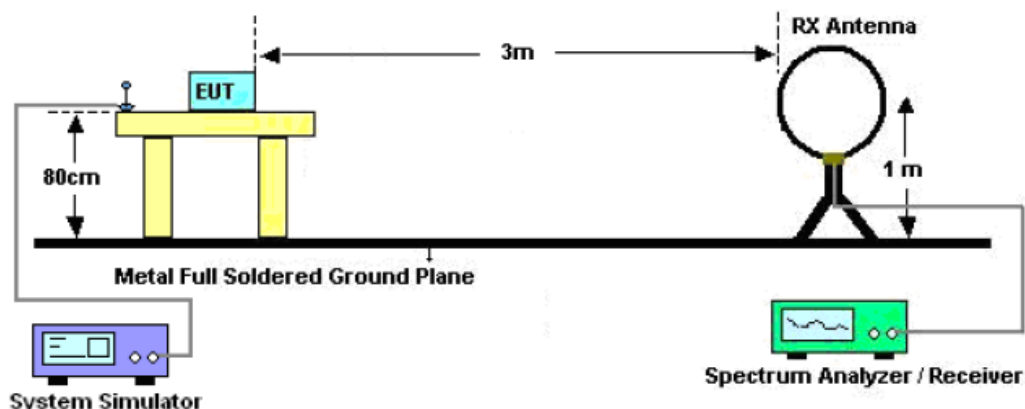 RX Antenna
3m
EUT
80cm
1 m
Metal Full Soldered Ground Plane
System Simulator
Spectrum Analyzer / Receiver